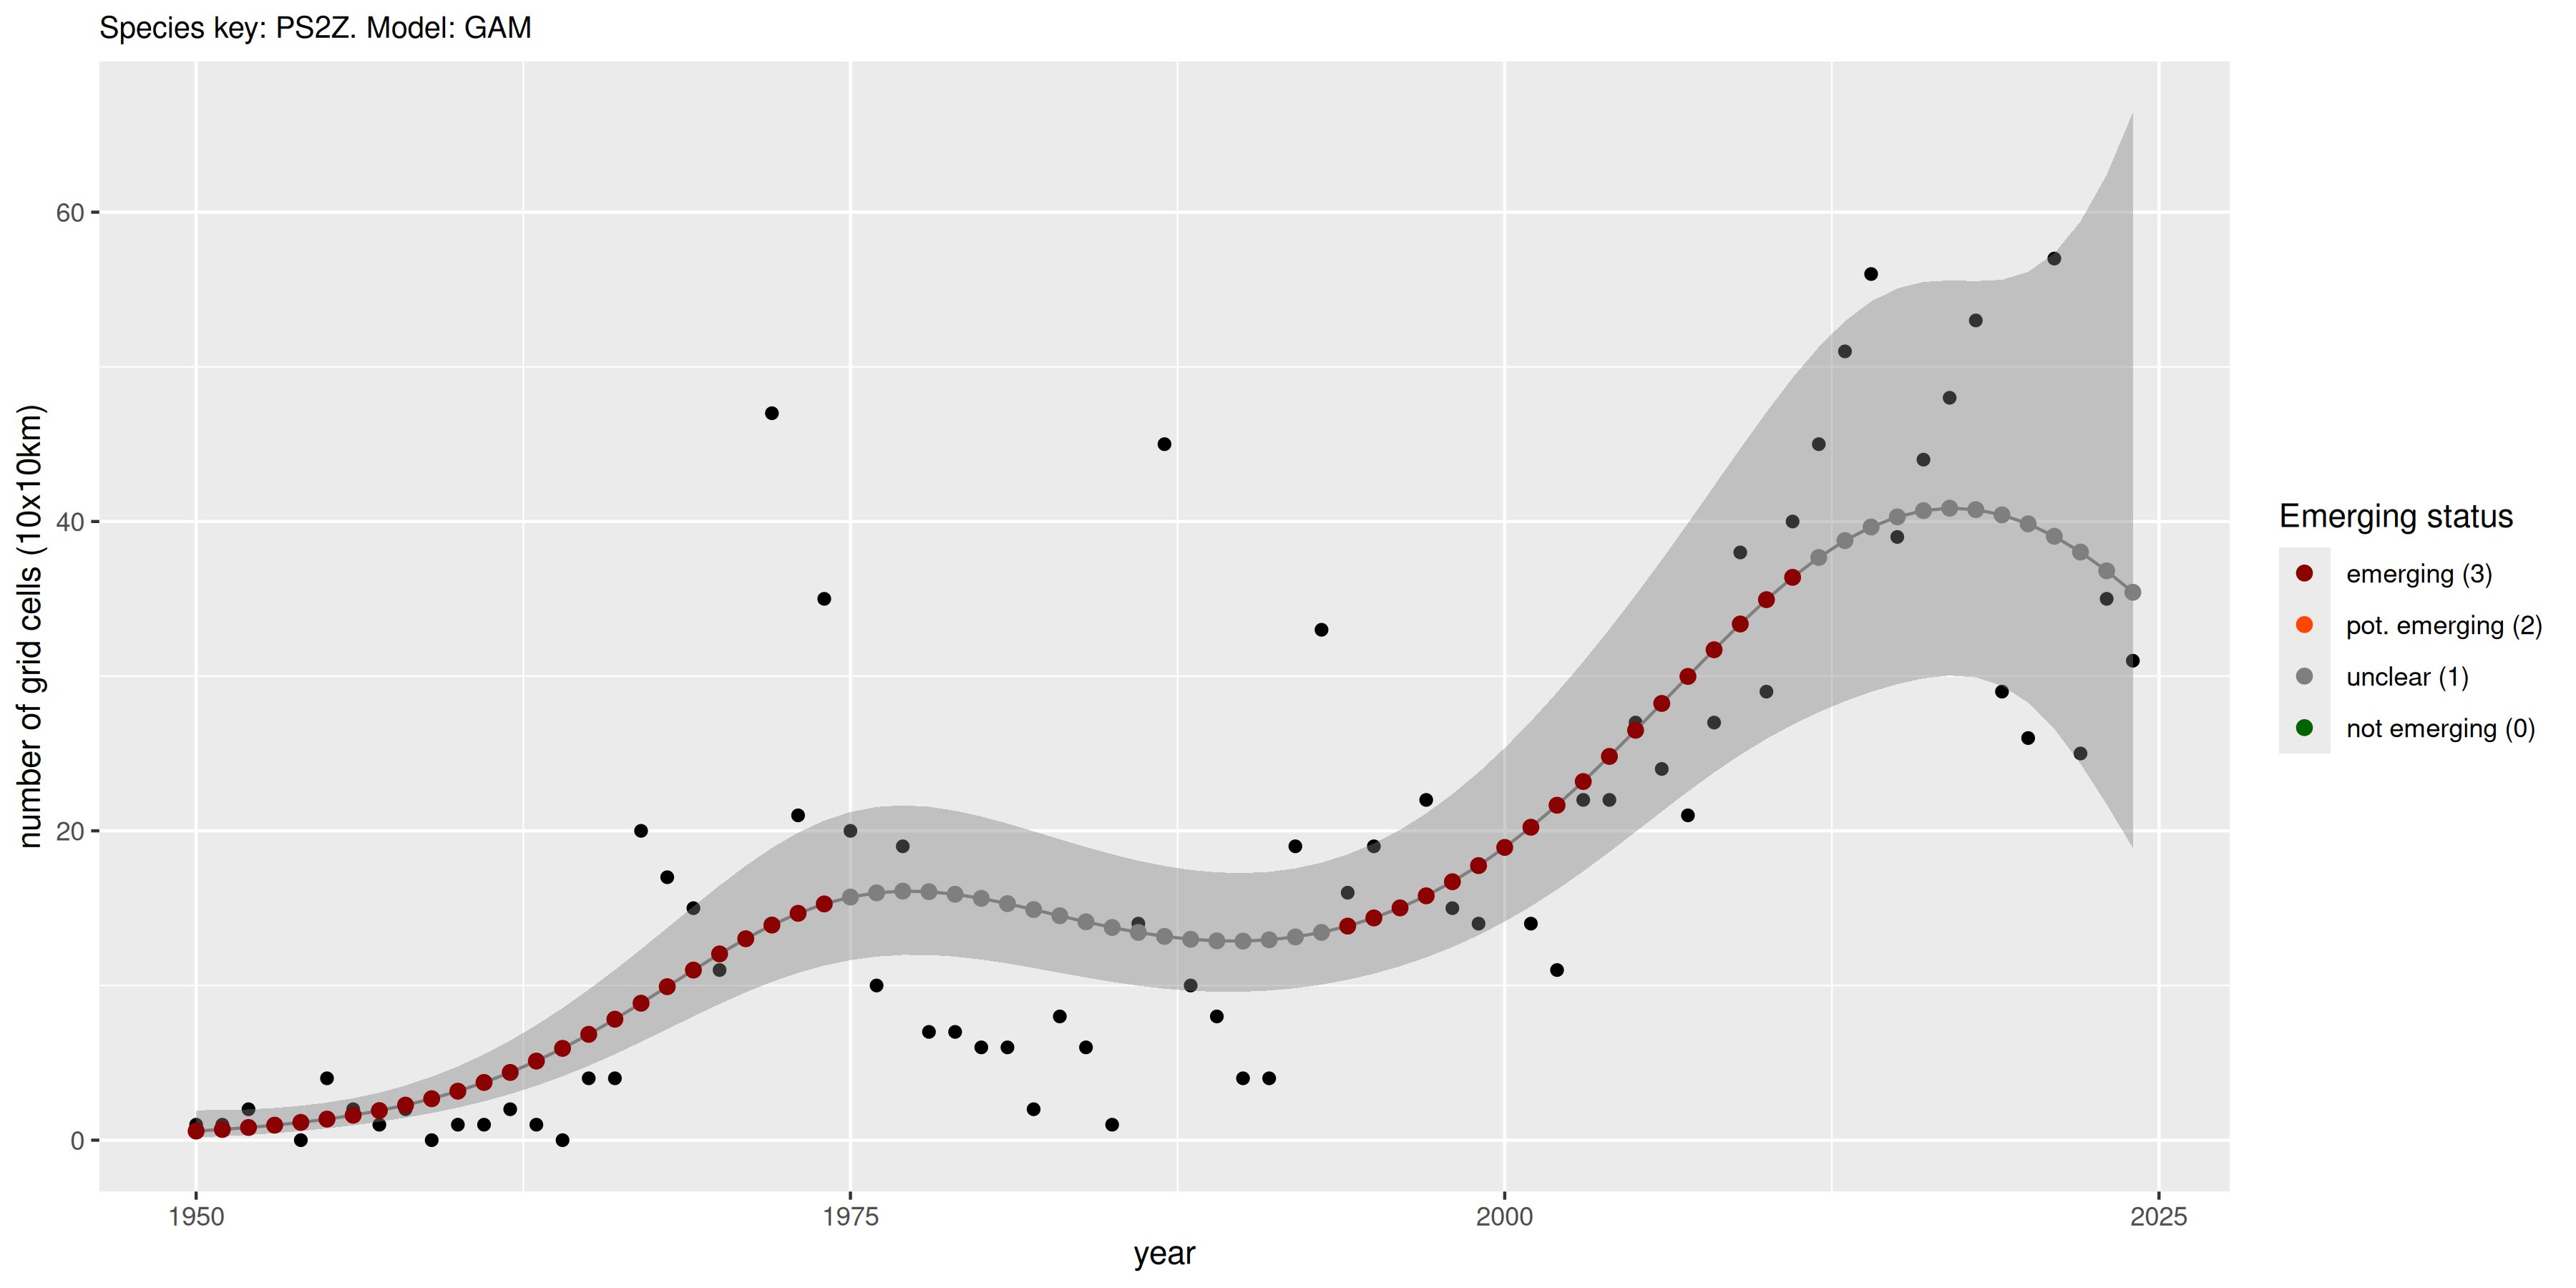 Species key: PS2Z. Model: GAM
number of grid cells (10x10km)
60
40
20
0
1950
1975
2000
2025
year
Emerging status
emerging (3)
pot. emerging (2)
unclear (1)
not emerging (0)